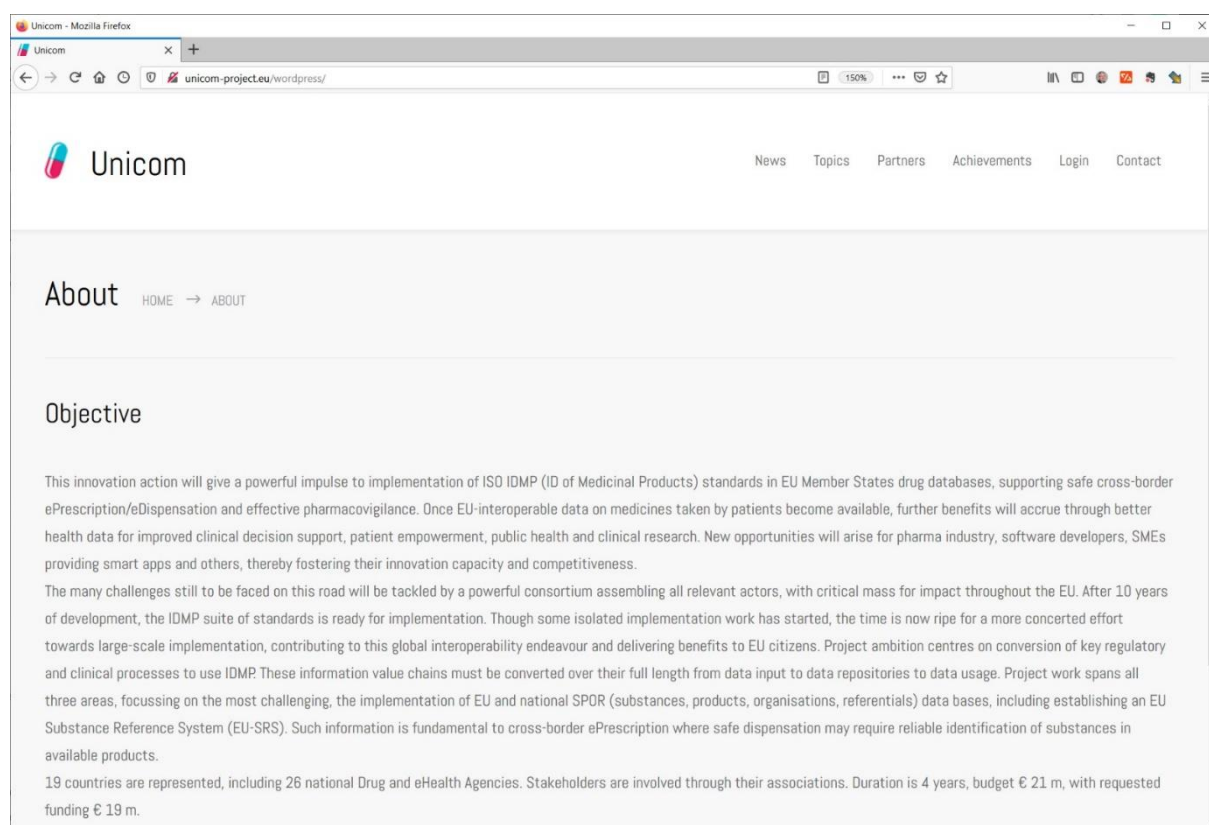 Unicom - Mozilla Firefox
Unicom
unicom-project.eu/wordpress/
150%
Unicom
News Topics Partners Achievements Login Contact
About HOME → ABOUT
Objective
This innovation action will give a powerful impulse to implementation of ISO IDMP (ID of Medicinal Products) standards in EU Member States drug databases, supporting safe cross-border
ePrescription/eDispensation and effective pharmacovigilance. Once EU-interoperable data on medicines taken by patients become available, further benefits will accrue through better
health data for improved clinical decision support, patient empowerment, public health and clinical research. New opportunities will arise for pharma industry, software developers, SMEs
providing smart apps and others, thereby fostering their innovation capacity and competitiveness.
The many challenges still to be faced on this road will be tackled by a powerful consortium assembling all relevant actors, with critical mass for impact throughout the EU. After 10 years
of development, the IDMP suite of standards is ready for implementation. Though some isolated implementation work has started, the time is now ripe for a more concerted effort
towards large-scale implementation, contributing to this global interoperability endeavour and delivering benefits to EU citizens. Project ambition centres on conversion of key regulatory
and clinical processes to use IDMP. These information value chains must be converted over their full length from data input to data repositories to data usage. Project work spans all
three areas, focussing on the most challenging, the implementation of EU and national SPOR (substances, products, organisations, referentials) data bases, including establishing an EU
Substance Reference System (EU-SRS). Such information is fundamental to cross-border ePrescription where safe dispensation may require reliable identification of substances in
available products.
19 countries are represented, including 26 national Drug and eHealth Agencies. Stakeholders are involved through their associations. Duration is 4 years, budget € 21 m, with requested
funding € 19 m.